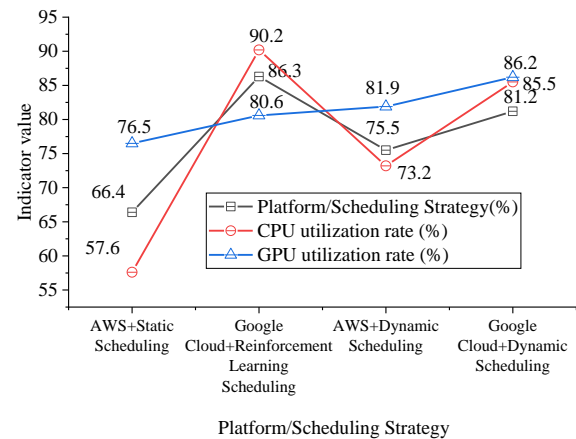 Indicator value
95
90
85
80
75
70
65
60
55
90.2
86.3
80.6
76.5
66.4
57.6
81.9
75.5
73.2
86.2
85.5
81.2
Platform/Scheduling Strategy(%)
CPU utilization rate (%)
GPU utilization rate (%)
AWS+Static
Scheduling
Google
Cloud+Reinforcement
Learning
Scheduling
AWS+Dynamic
Scheduling
Google
Cloud+Dynamic
Scheduling
Platform/Scheduling Strategy